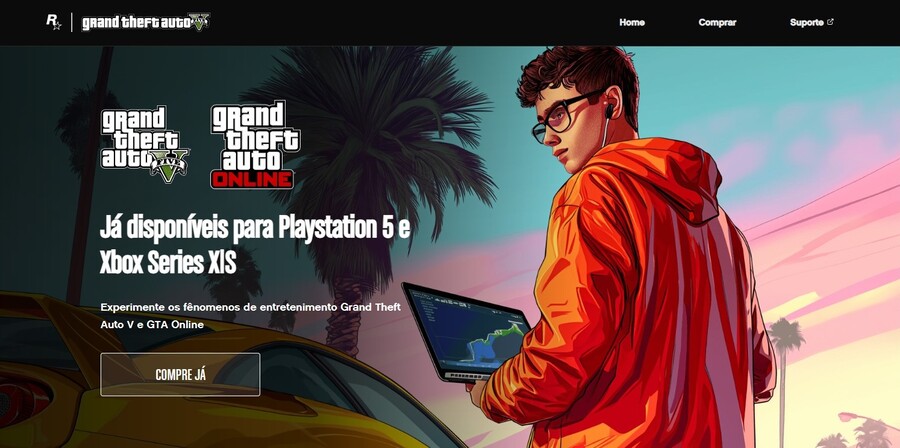 R
grand theft auto V
Home
Comprar
Suporte
grand theft auto FIVE
grand theft auto ONLINE
Já disponíveis para Playstation 5 e
Xbox Series X|S
Experimente os fênomenos de entretenimento Grand Theft
Auto V e GTA Online
COMPRE JÁ